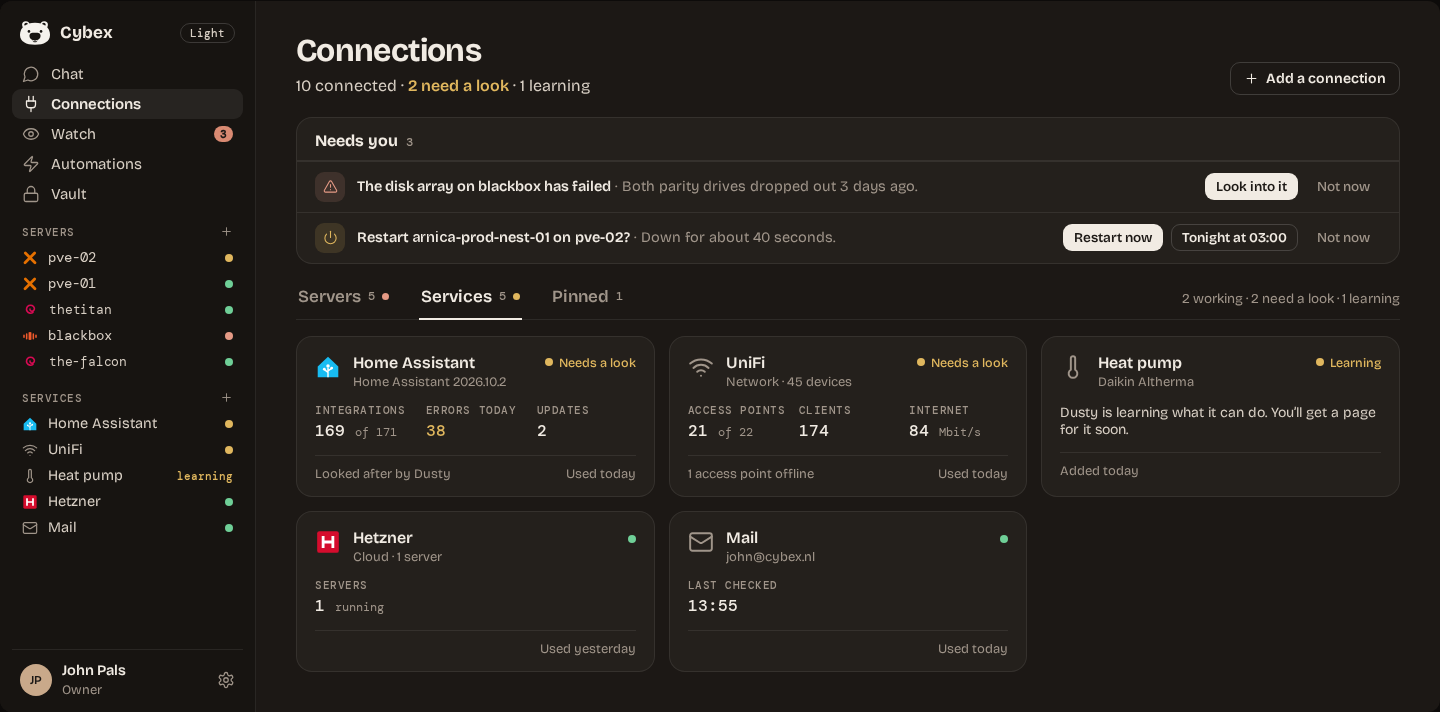 Cybex
Light
Chat
Connections
Watch 3
Automations
Vault
SERVERS +
pve-02
pve-01
thetitan
blackbox
the-falcon
SERVICES +
Home Assistant
UniFi
Heat pump learning
Hetzner
Mail
JP
John Pals
Owner
Connections
10 connected · 2 need a look · 1 learning
+ Add a connection
Needs you 3
The disk array on blackbox has failed · Both parity drives dropped out 3 days ago.
Look into it Not now
Restart arnica-prod-nest-01 on pve-02? · Down for about 40 seconds.
Restart now Tonight at 03:00 Not now
Servers 5 Services 5 Pinned 1
2 working · 2 need a look · 1 learning
Home Assistant Needs a look
Home Assistant 2026.10.2
INTEGRATIONS ERRORS TODAY UPDATES
169 of 171 38 2
Looked after by Dusty Used today
UniFi Needs a look
Network · 45 devices
ACCESS POINTS CLIENTS INTERNET
21 of 22 174 84 Mbit/s
1 access point offline Used today
Heat pump Learning
Daikin Altherma
Dusty is learning what it can do. You'll get a page
for it soon.
Added today
H
Hetzner
Cloud · 1 server
SERVERS
1 running
Used yesterday
Mail
john@cybex.nl
LAST CHECKED
13:55
Used today